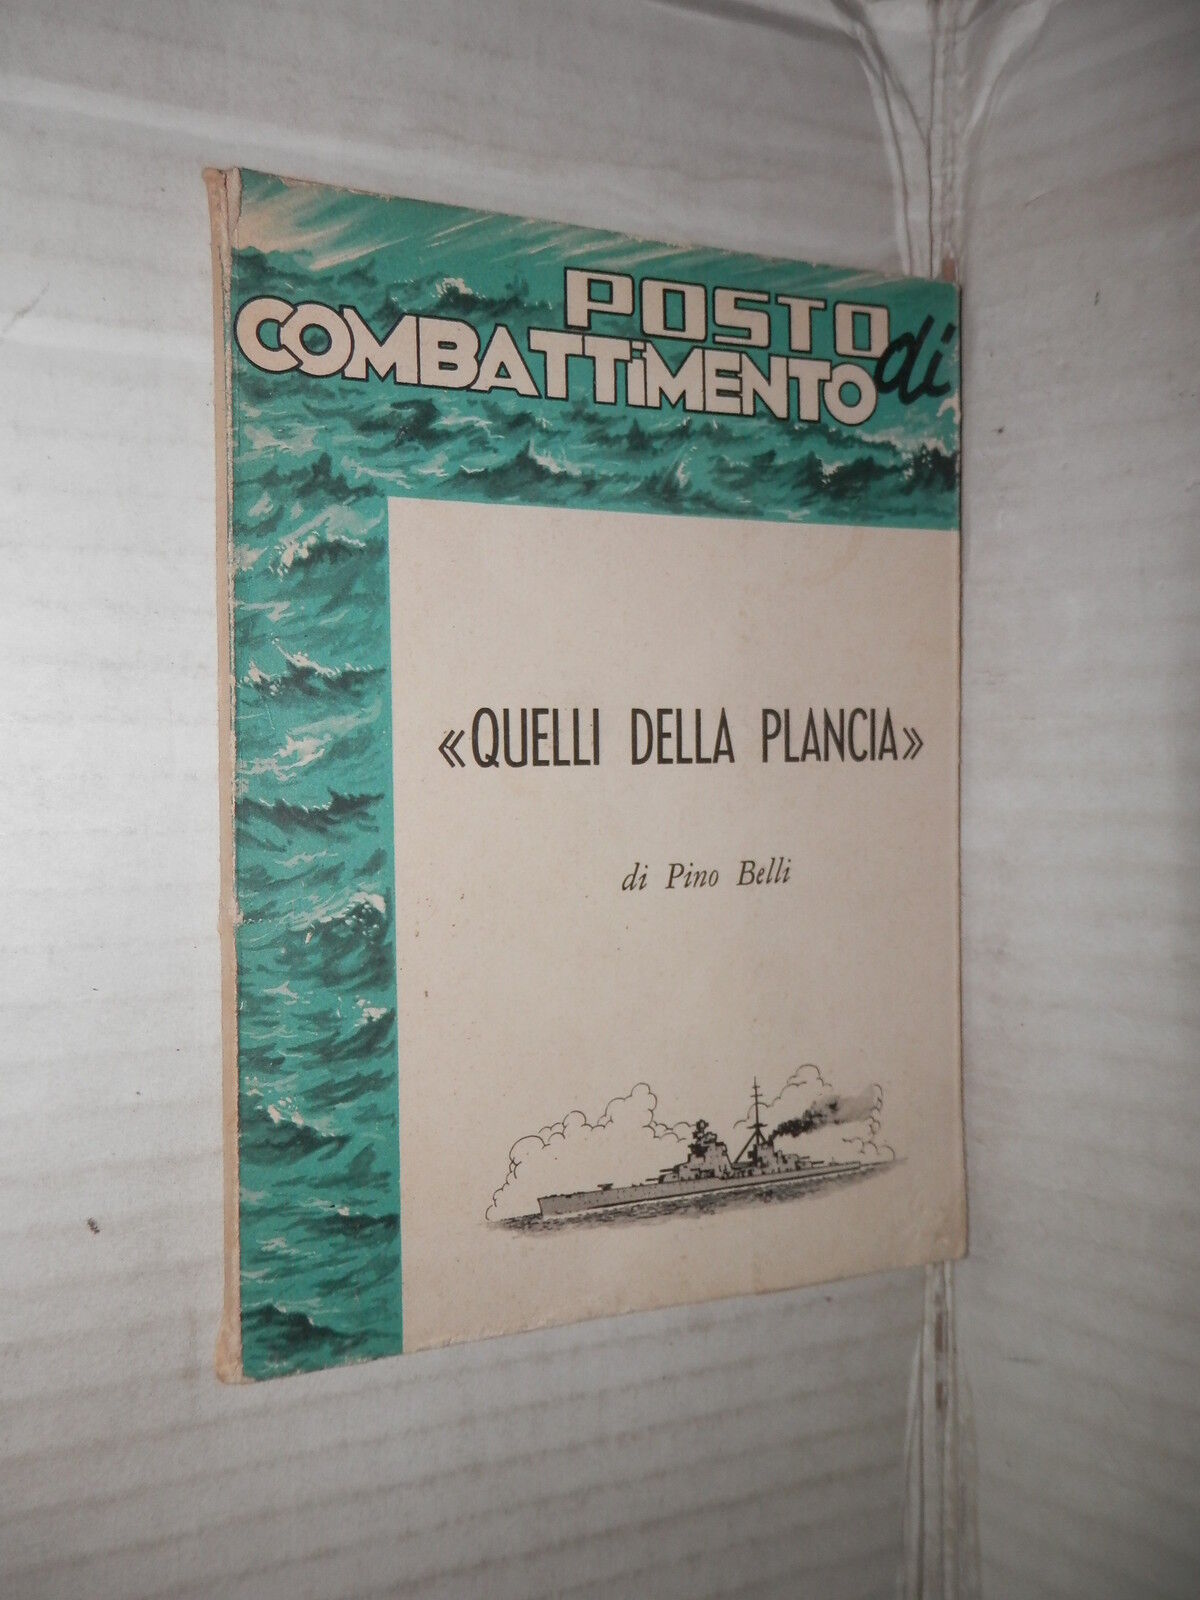 POSTO di
COMBATTiMENTO
«QUELLI DELLA PLANCIA»
di Pino Belli